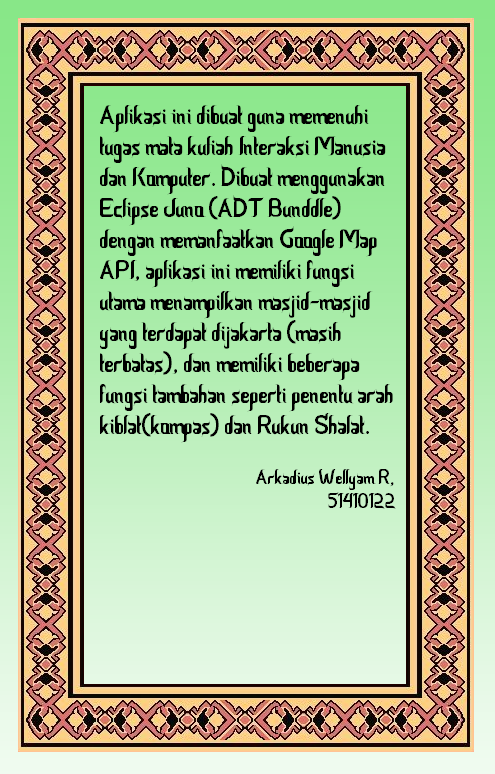 Aplikasi ini dibuat guna memenuhi
tugas mata kuliah Interaksi Manusia
dan Komputer. Dibuat menggunakan
Eclipse Juno (ADT Bunddle)
dengan memanfaatkan Google Map
API, aplikasi ini memiliki fungsi
utama menampilkan masjid-masjid
yang terdapat dijakarta (masih
terbatas), dan memiliki beberapa
fungsi tambahan seperti penentu arah
kiblat(kompas) dan Rukun Shalat.
Arkadius Wellyam R,
51410122